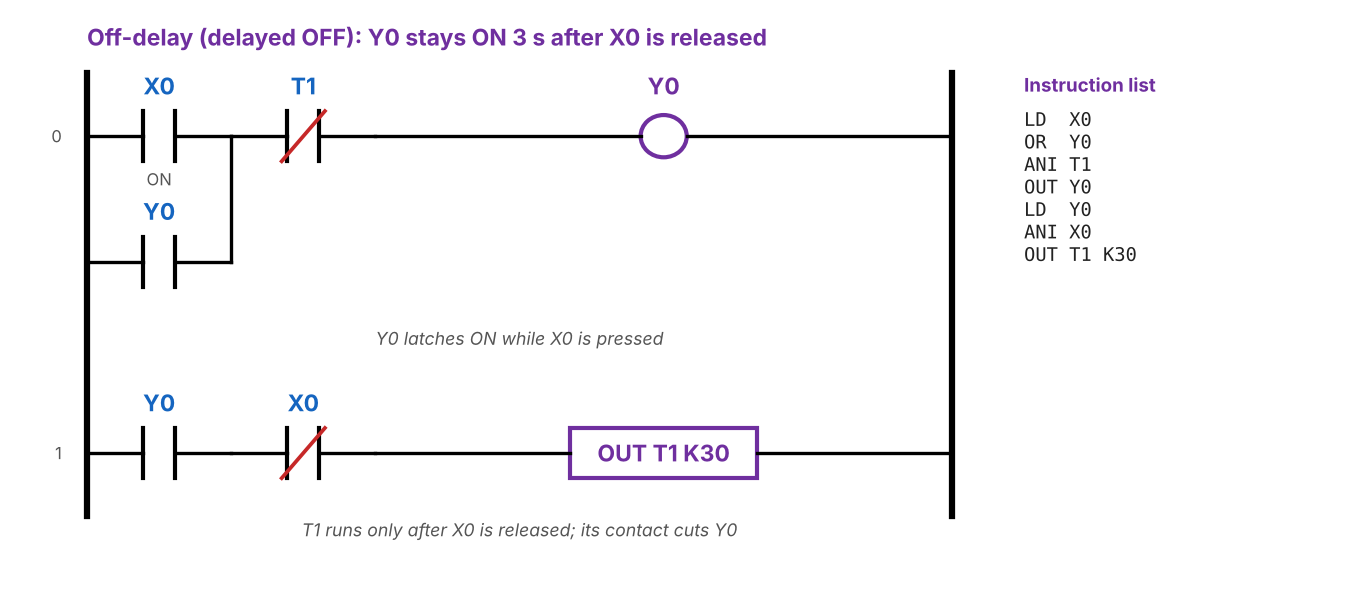 Off-delay (delayed OFF): Y0 stays ON 3 s after X0 is released
X0 T1 Y0
0
ON
Y0
Y0 latches ON while X0 is pressed
Y0 X0
1
OUT T1 K30
T1 runs only after X0 is released; its contact cuts Y0
Instruction list
LD  X0
OR  Y0
ANI T1
OUT Y0
LD  Y0
ANI X0
OUT T1 K30